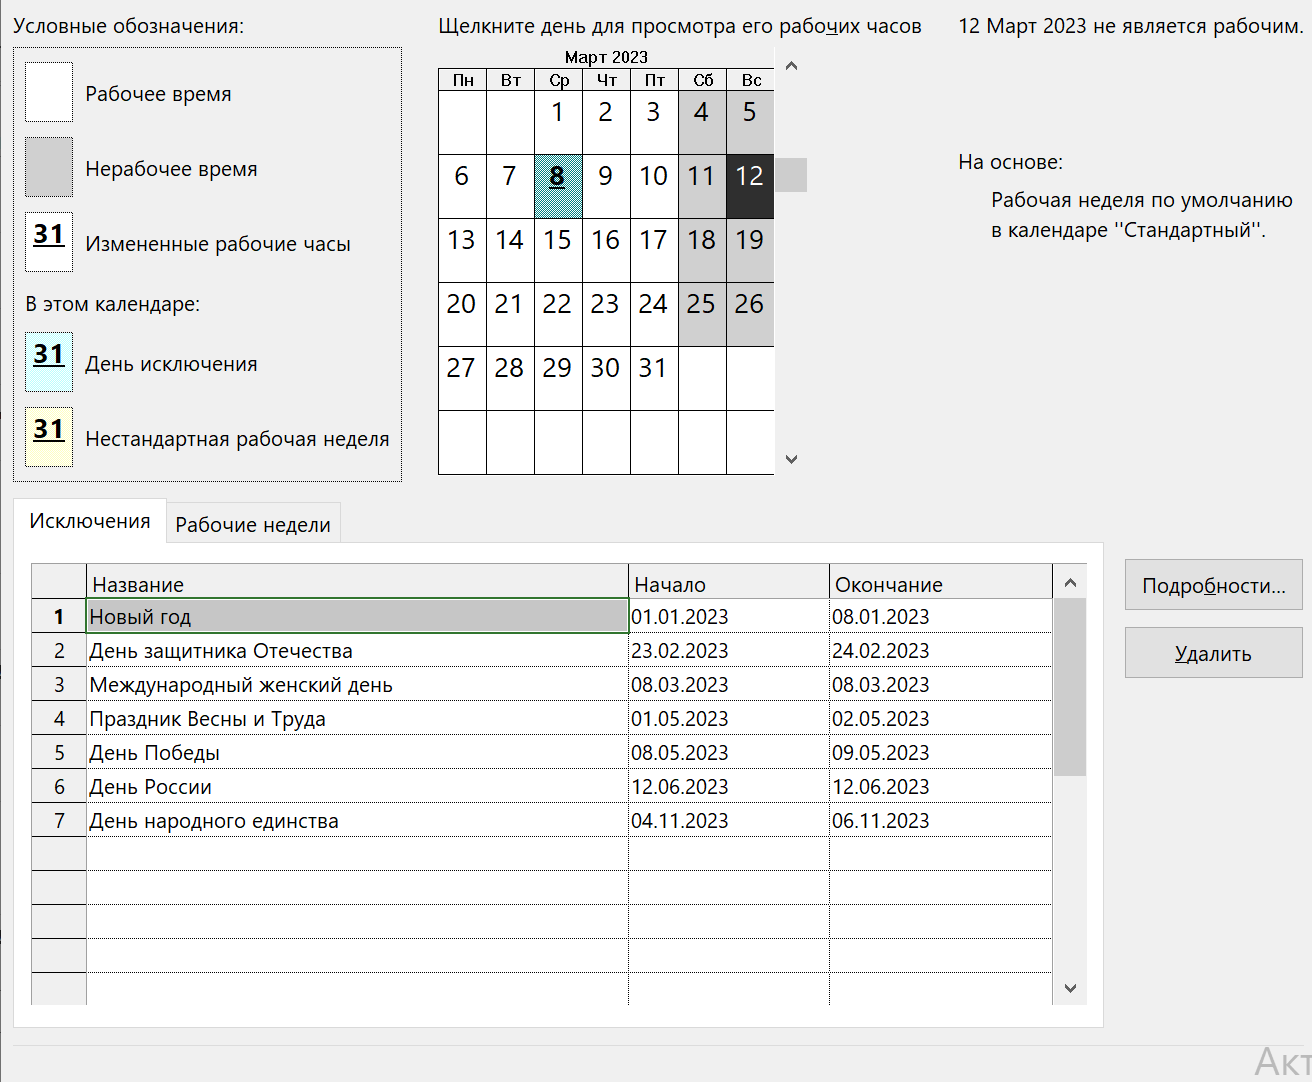 Условные обозначения:
Рабочее время
Нерабочее время
31 Измененные рабочие часы
В этом календаре:
31 День исключения
31 Нестандартная рабочая неделя
Щелкните день для просмотра его рабочих часов
Март 2023
Пн Вт Ср Чт Пт Сб Вс
1 2 3 4 5
6 7 8 9 10 11 12
13 14 15 16 17 18 19
20 21 22 23 24 25 26
27 28 29 30 31
12 Март 2023 не является рабочим.
На основе:
Рабочая неделя по умолчанию
в календаре "Стандартный".
Исключения Рабочие недели
Название Начало Окончание
1 Новый год 01.01.2023 08.01.2023
2 День защитника Отечества 23.02.2023 24.02.2023
3 Международный женский день 08.03.2023 08.03.2023
4 Праздник Весны и Труда 01.05.2023 02.05.2023
5 День Победы 08.05.2023 09.05.2023
6 День России 12.06.2023 12.06.2023
7 День народного единства 04.11.2023 06.11.2023
Подробности...
Удалить